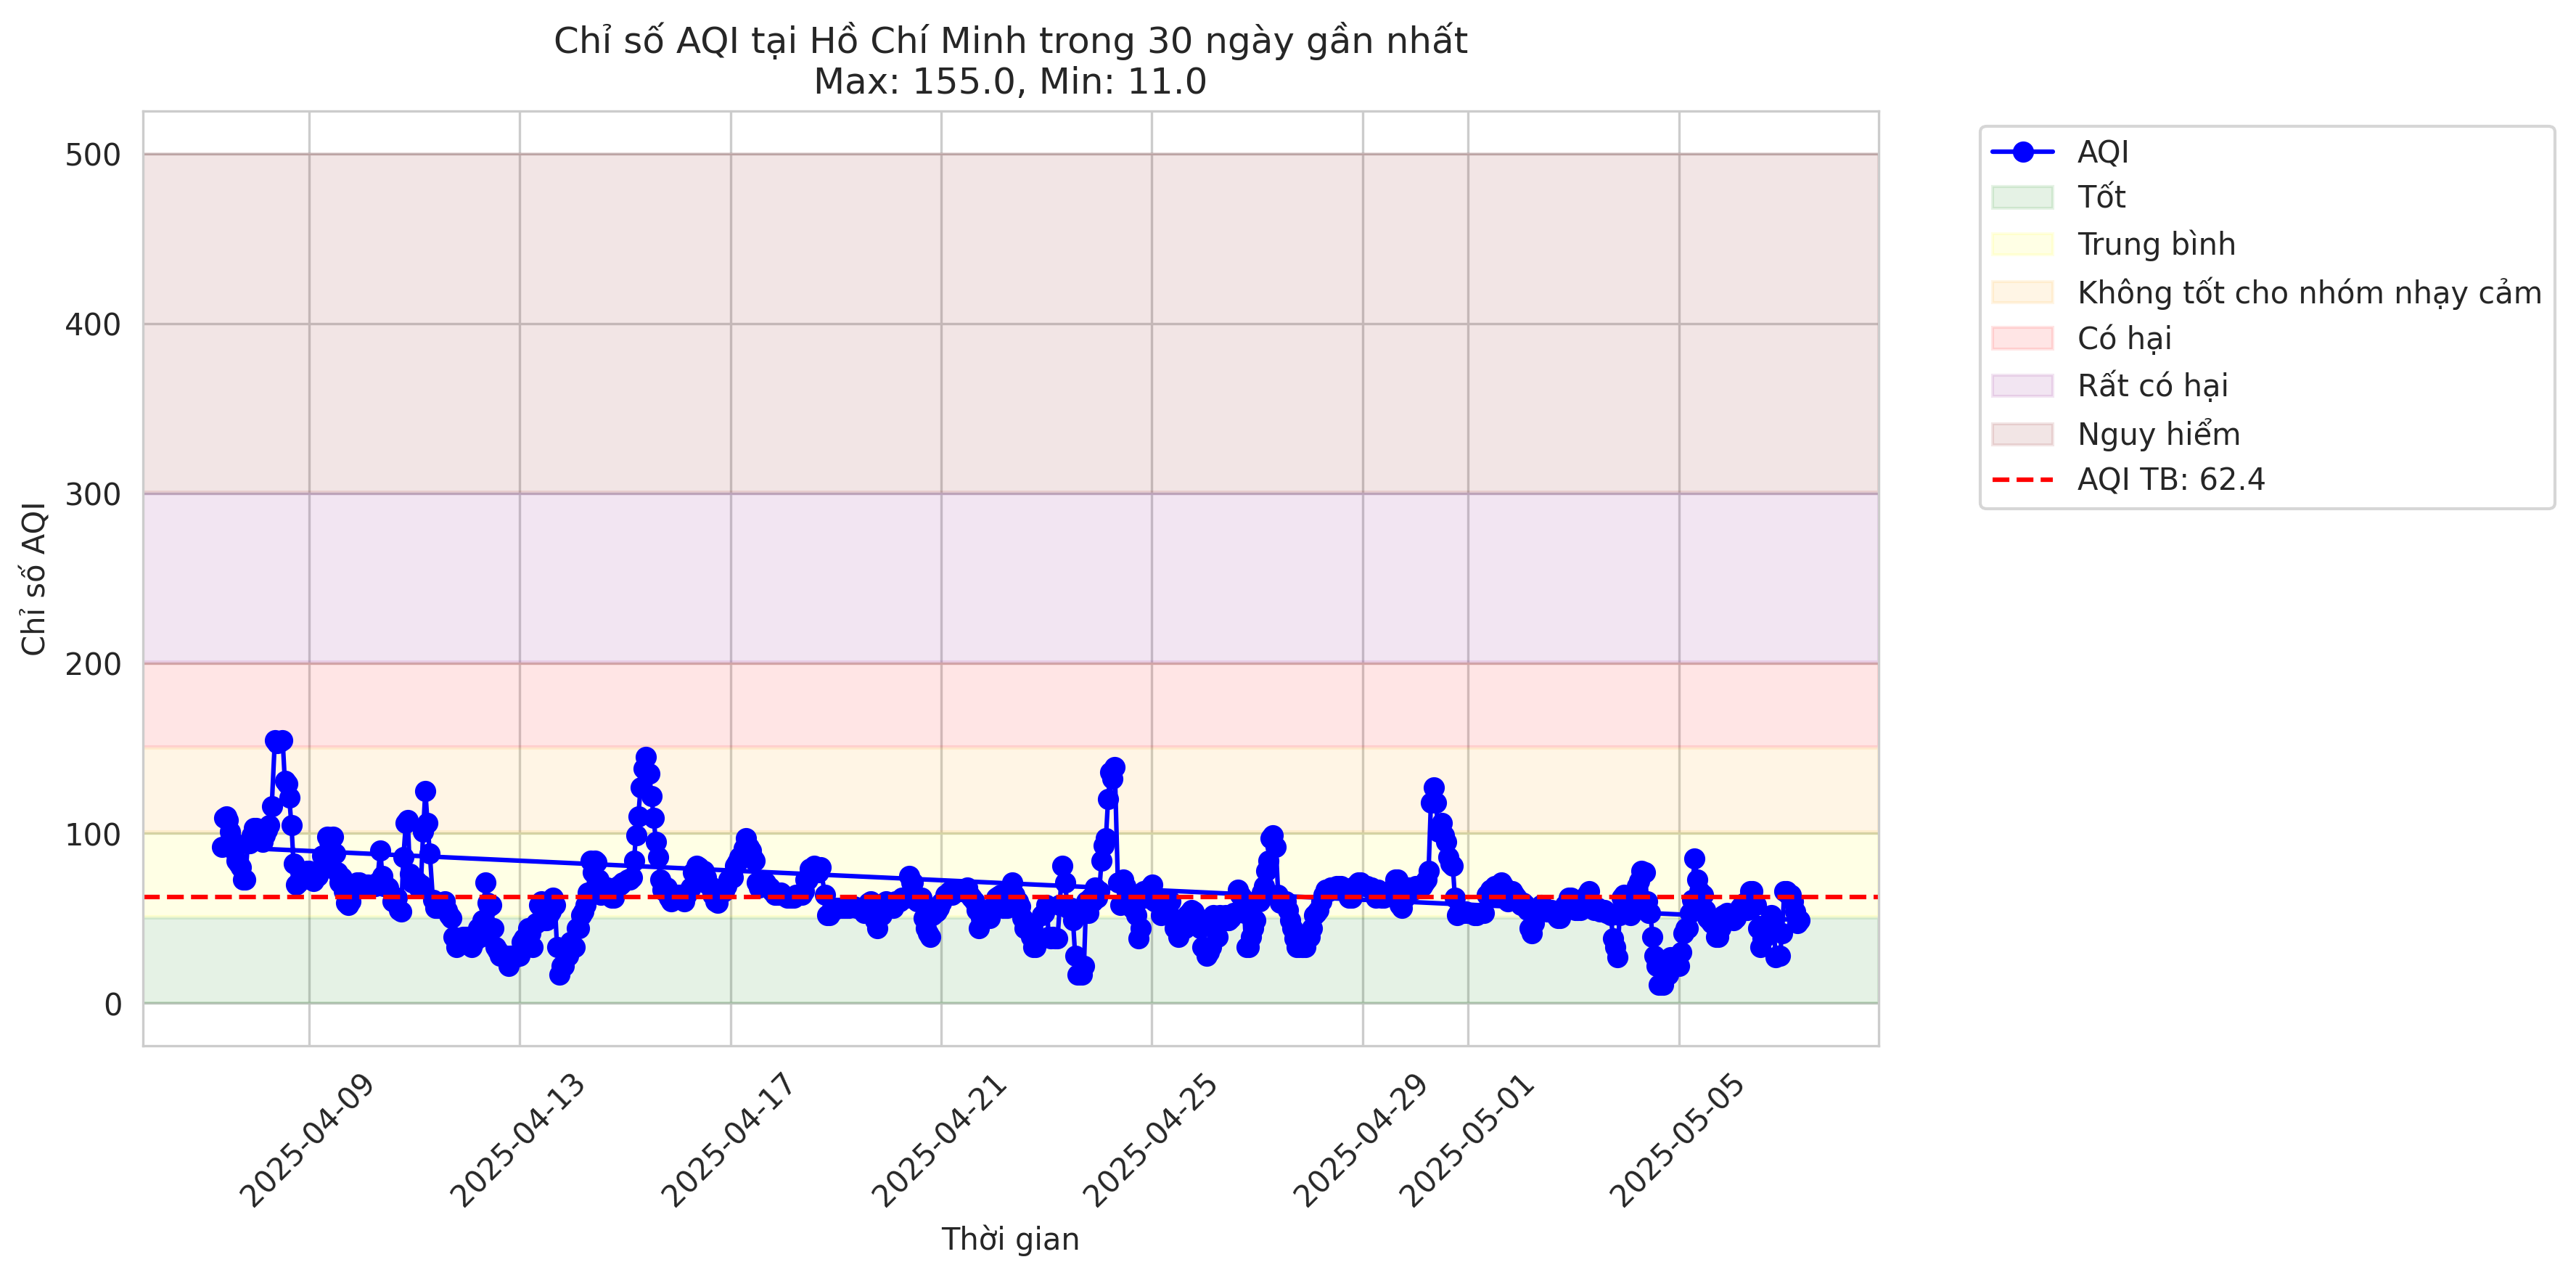 Chỉ số AQI tại Hồ Chí Minh trong 30 ngày gần nhất
Max: 155.0, Min: 11.0
Chỉ số AQI
500
400
300
200
100
0
2025-04-09
2025-04-13
2025-04-17
2025-04-21
2025-04-25
2025-04-29
2025-05-01
2025-05-05
Thời gian
AQI
Tốt
Trung bình
Không tốt cho nhóm nhạy cảm
Có hại
Rất có hại
Nguy hiểm
AQI TB: 62.4